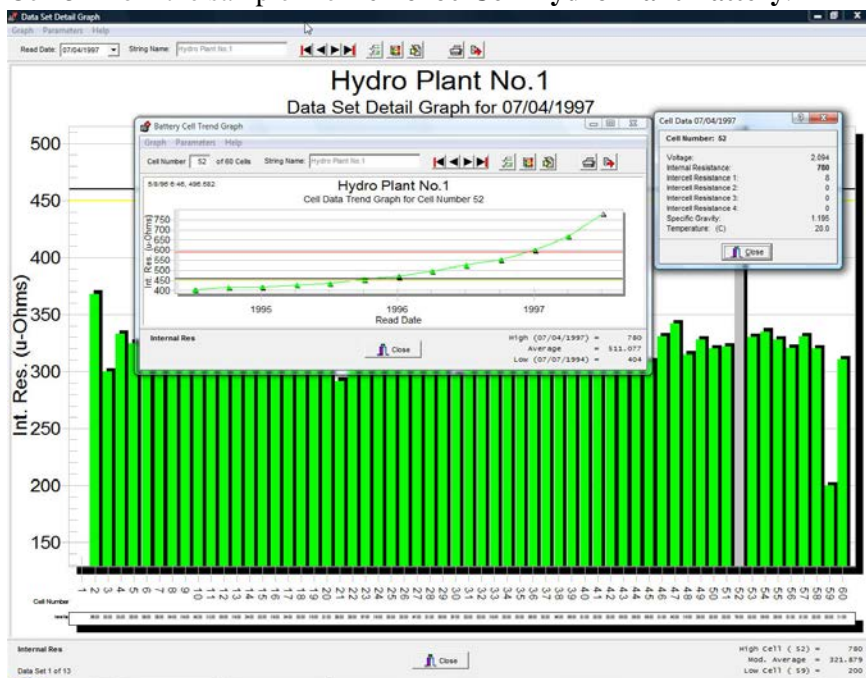 Data Set Detail Graph
Graph Parameters Help
Read Date: 07/04/1997 String Name: Hydro Plant No.1
Hydro Plant No.1
Data Set Detail Graph for 07/04/1997
Battery Cell Trend Graph
Graph Parameters Help
Cell Number 52 of 60 Cells String Name: Hydro Plant No.1
5/8/96 6:46, 496.582
Hydro Plant No.1
Cell Data Trend Graph for Cell Number 52
Int. Res. (u-Ohms)
750
700
650
600
550
500
450
400
1995 1996 1997
Read Date
Internal Res
Close
High (07/04/1997) = 780
Average = 511.077
Low (07/07/1994) = 404
Cell Data 07/04/1997
Cell Number: 52
Voltage: 2.094
Internal Resistance: 780
Intercell Resistance 1: 8
Intercell Resistance 2: 0
Intercell Resistance 3: 0
Intercell Resistance 4: 0
Specific Gravity: 1.195
Temperature: (C) 20.0
Close
Int. Res. (u-Ohms)
500
450
400
350
300
250
200
150
Cell Number
1 2 3 4 5 6 7 8 9 10 11 12 13 14 15 16 17 18 19 20 21 22 23 24 25 26 27 28 29 30 31 32 33 34 35 36 37 38 39 40 41 42 43 44 45 46 47 48 49 50 51 52 53 54 55 56 57 58 59 60
Internal Res
Data Set 1 of 13
Close
High Cell ( 52) = 780
Mod. Average = 321.879
Low Cell ( 59) = 200